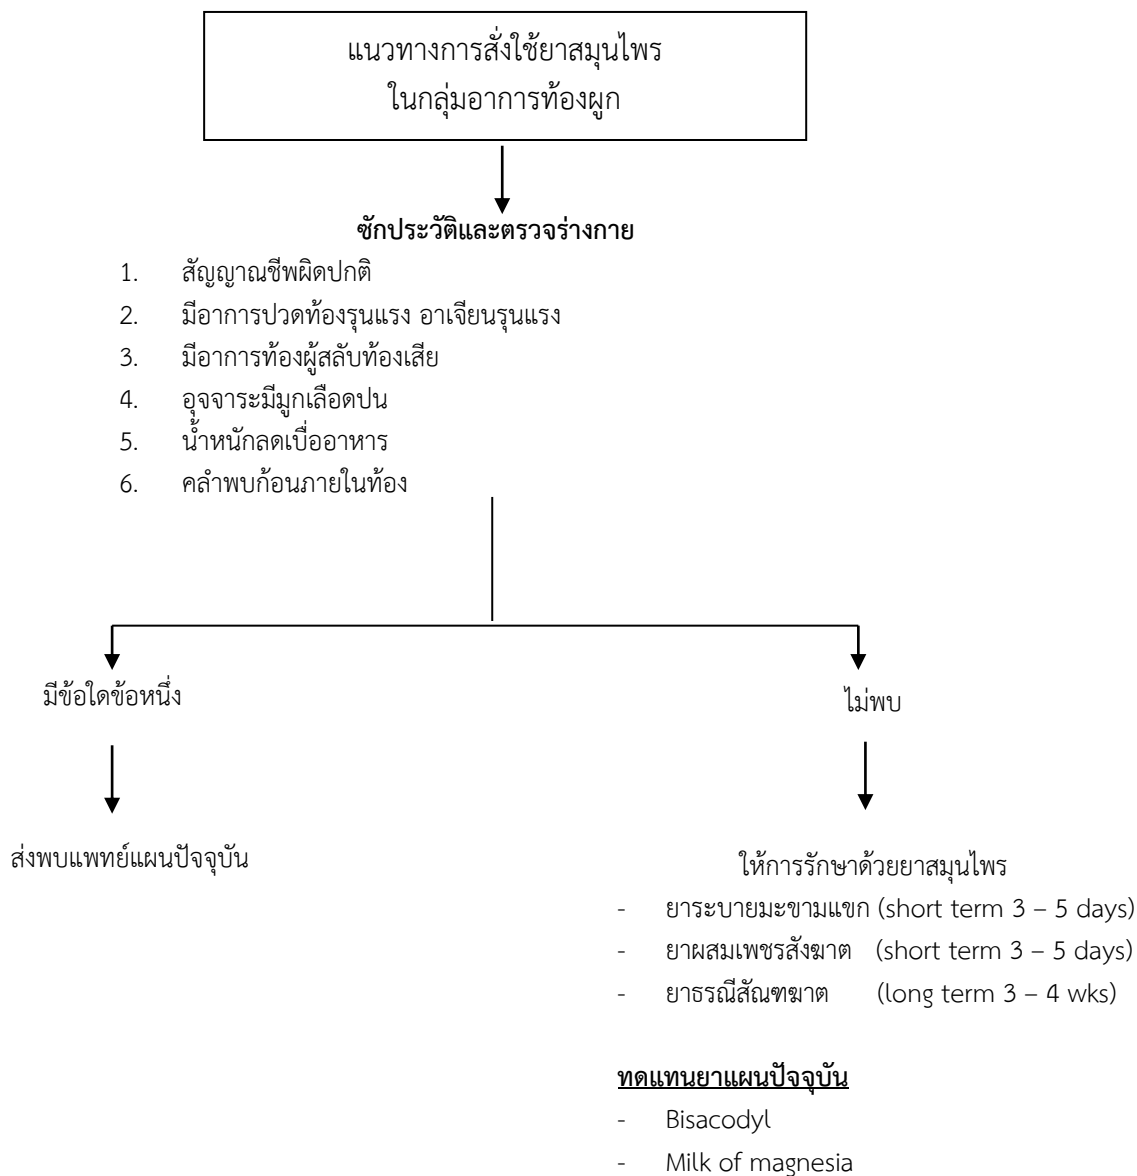 แนวทางการสั่งใช้ยาสมุนไพร
ในกลุ่มอาการท้องผูก
ซักประวัติและตรวจร่างกาย
1. สัญญาณชีพผิดปกติ
2. มีอาการปวดท้องรุนแรง อาเจียนรุนแรง
3. มีอาการท้องผู้สลับท้องเสีย
4. อุจจาระมีมูกเลือดปน
5. น้ำหนักลดเบื่ออาหาร
6. คลำพบก้อนภายในท้อง
มีข้อใดข้อหนึ่ง
ไม่พบ
ส่งพบแพทย์แผนปัจจุบัน
ให้การรักษาด้วยยาสมุนไพร
- ยาระบายมะขามแขก (short term 3 – 5 days)
- ยาผสมเพชรสังฆาต (short term 3 – 5 days)
- ยาธรณีสัณฑฆาต (long term 3 – 4 wks)
ทดแทนยาแผนปัจจุบัน
- Bisacodyl
- Milk of magnesia